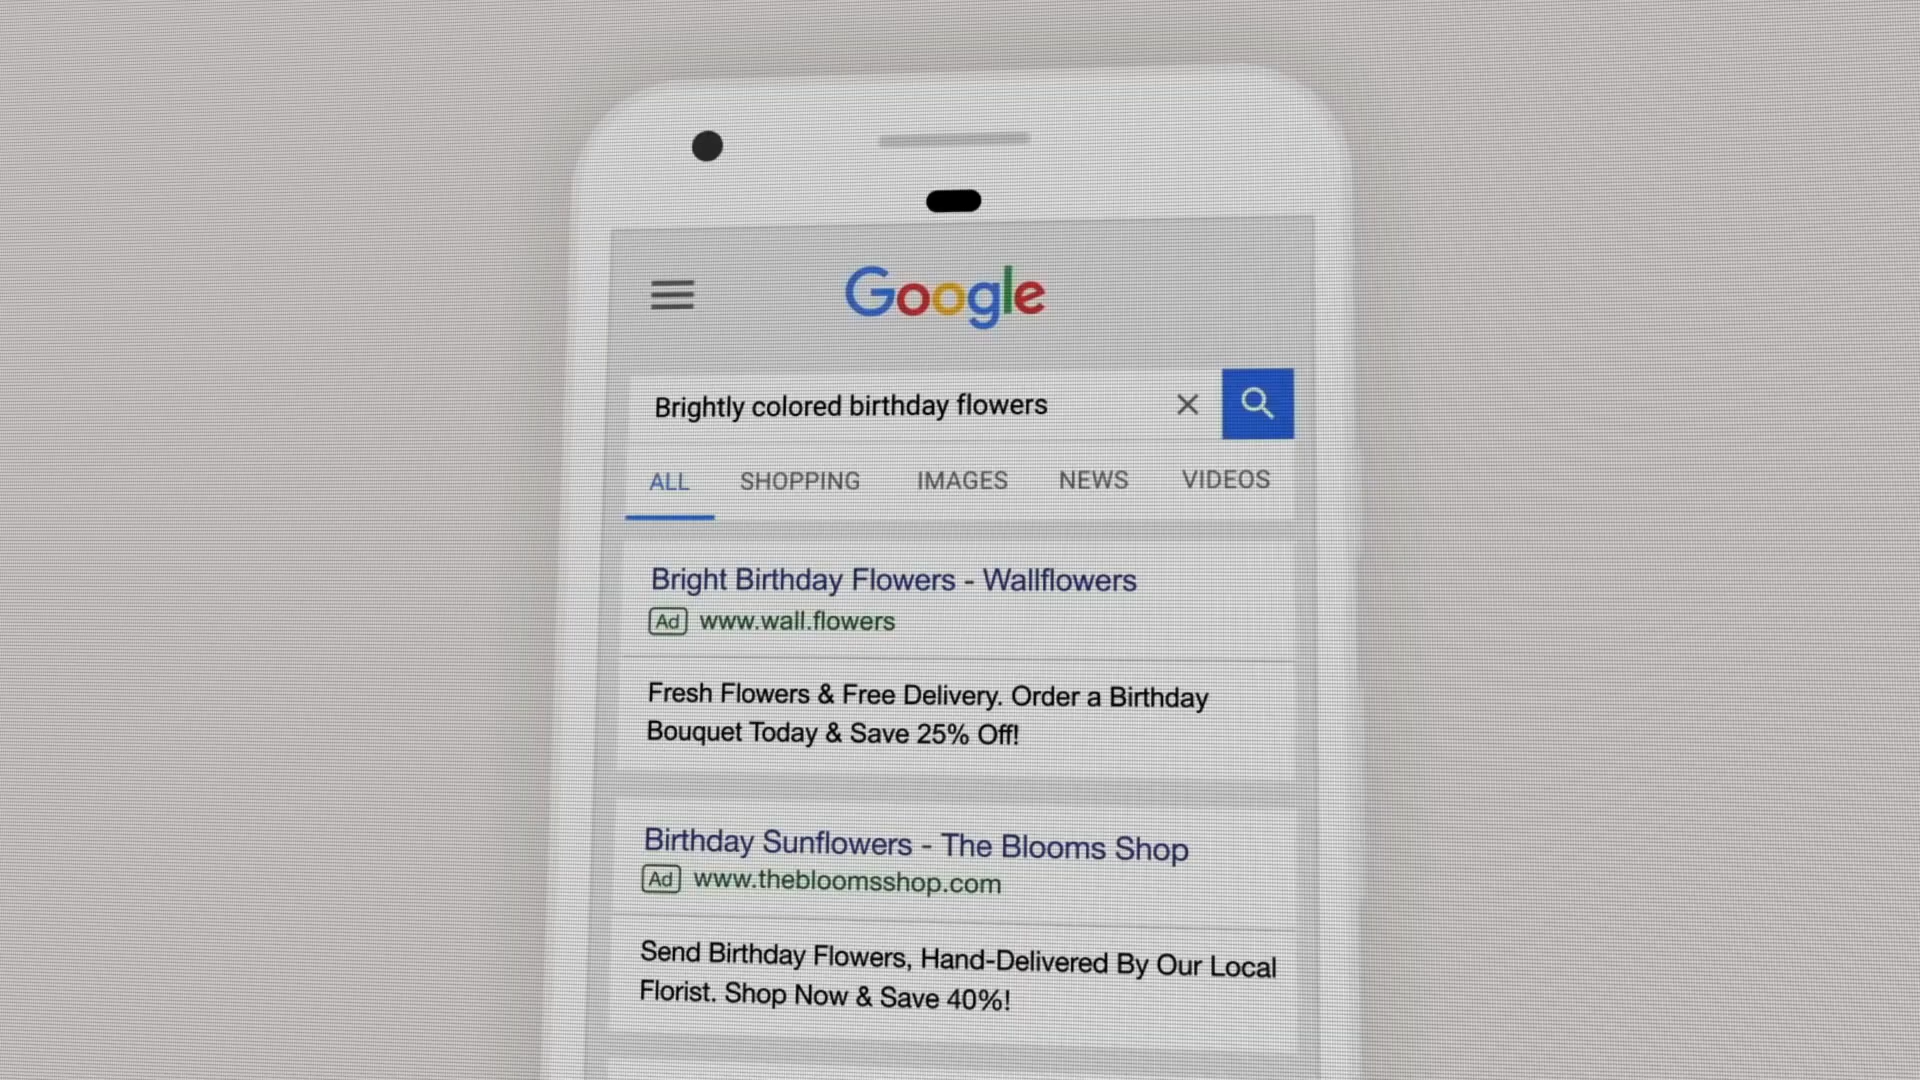 Google
Brightly colored birthday flowers
ALL SHOPPING IMAGES NEWS VIDEOS
Bright Birthday Flowers - Wallflowers
Ad www.wall.flowers
Fresh Flowers & Free Delivery. Order a Birthday
Bouquet Today & Save 25% Off!
Birthday Sunflowers - The Blooms Shop
Ad www.thebloomsshop.com
Send Birthday Flowers, Hand-Delivered By Our Local
Florist. Shop Now & Save 40%!